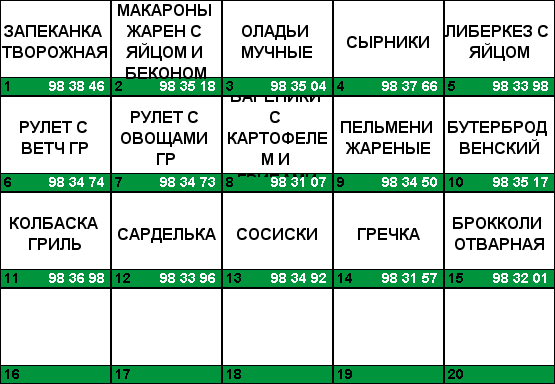 ЗАПЕКАНКА
ТВОРОЖНАЯ
1 98 38 46
МАКАРОНЫ
ЖАРЕН С
ЯЙЦОМ И
БЕКОНОМ
2 98 35 18
ОЛАДЬИ
МУЧНЫЕ
3 98 35 04
СЫРНИКИ
4 98 37 66
ЛИБЕРКЕЗ С
ЯЙЦОМ
5 98 33 98
РУЛЕТ С
ВЕТЧ ГР
6 98 34 74
РУЛЕТ С
ОВОЩАМИ
ГР
7 98 34 73
ВАРЕНИКИ
С
КАРТОФЕЛЕ
М И
ГРИБАМИ
8 98 31 07
ПЕЛЬМЕНИ
ЖАРЕНЫЕ
9 98 34 50
БУТЕРБРОД
ВЕНСКИЙ
10 98 35 17
КОЛБАСКА
ГРИЛЬ
11 98 36 98
САРДЕЛЬКА
12 98 33 96
СОСИСКИ
13 98 34 92
ГРЕЧКА
14 98 31 57
БРОККОЛИ
ОТВАРНАЯ
15 98 32 01
16
17
18
19
20